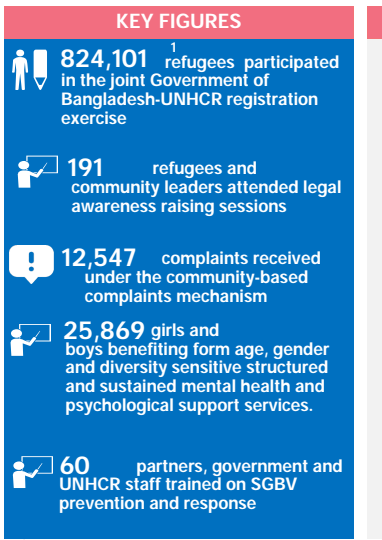 KEY FIGURES
824,101 1 refugees participated
in the joint Government of
Bangladesh-UNHCR registration
exercise
191 refugees and
community leaders attended legal
awareness raising sessions
12,547 complaints received
under the community-based
complaints mechanism
25,869 girls and
boys benefiting form age, gender
and diversity sensitive structured
and sustained mental health and
psychological support services.
60 partners, government and
UNHCR staff trained on SGBV
prevention and response